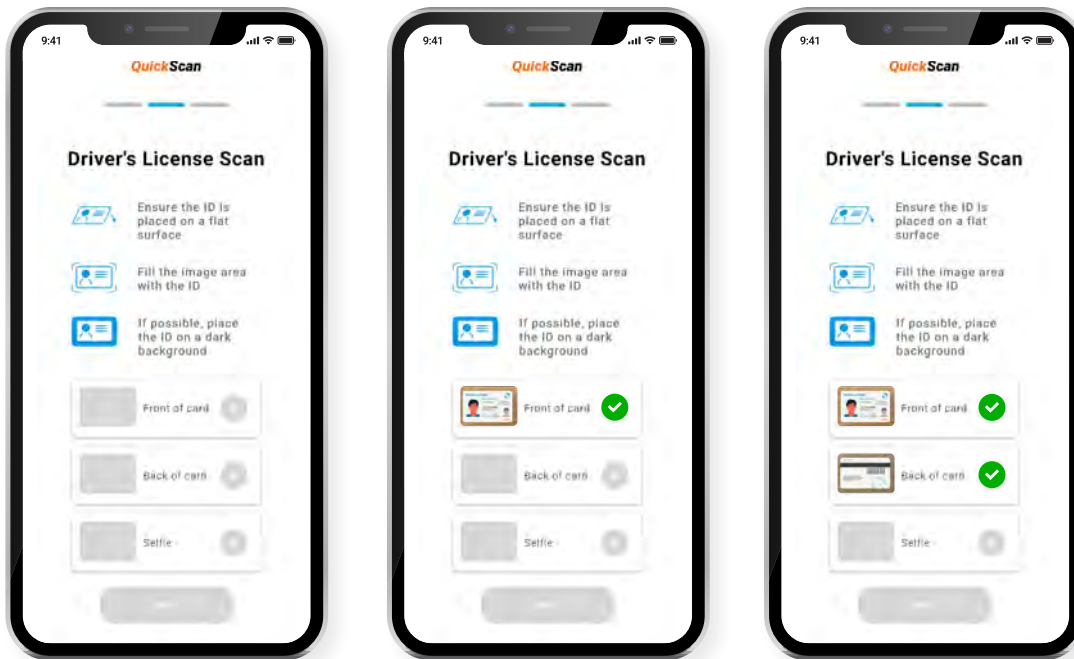 9:41
QuickScan
Driver's License Scan
Ensure the ID is
placed on a flat
surface
Fill the image area
with the ID
If possible, place
the ID on a dark
background
Front of card
Back of card
Selfie
9:41
QuickScan
Driver's License Scan
Ensure the ID is
placed on a flat
surface
Fill the image area
with the ID
If possible, place
the ID on a dark
background
Front of card
Back of card
Selfie
9:41
QuickScan
Driver's License Scan
Ensure the ID is
placed on a flat
surface
Fill the image area
with the ID
If possible, place
the ID on a dark
background
Front of card
Back of card
Selfie